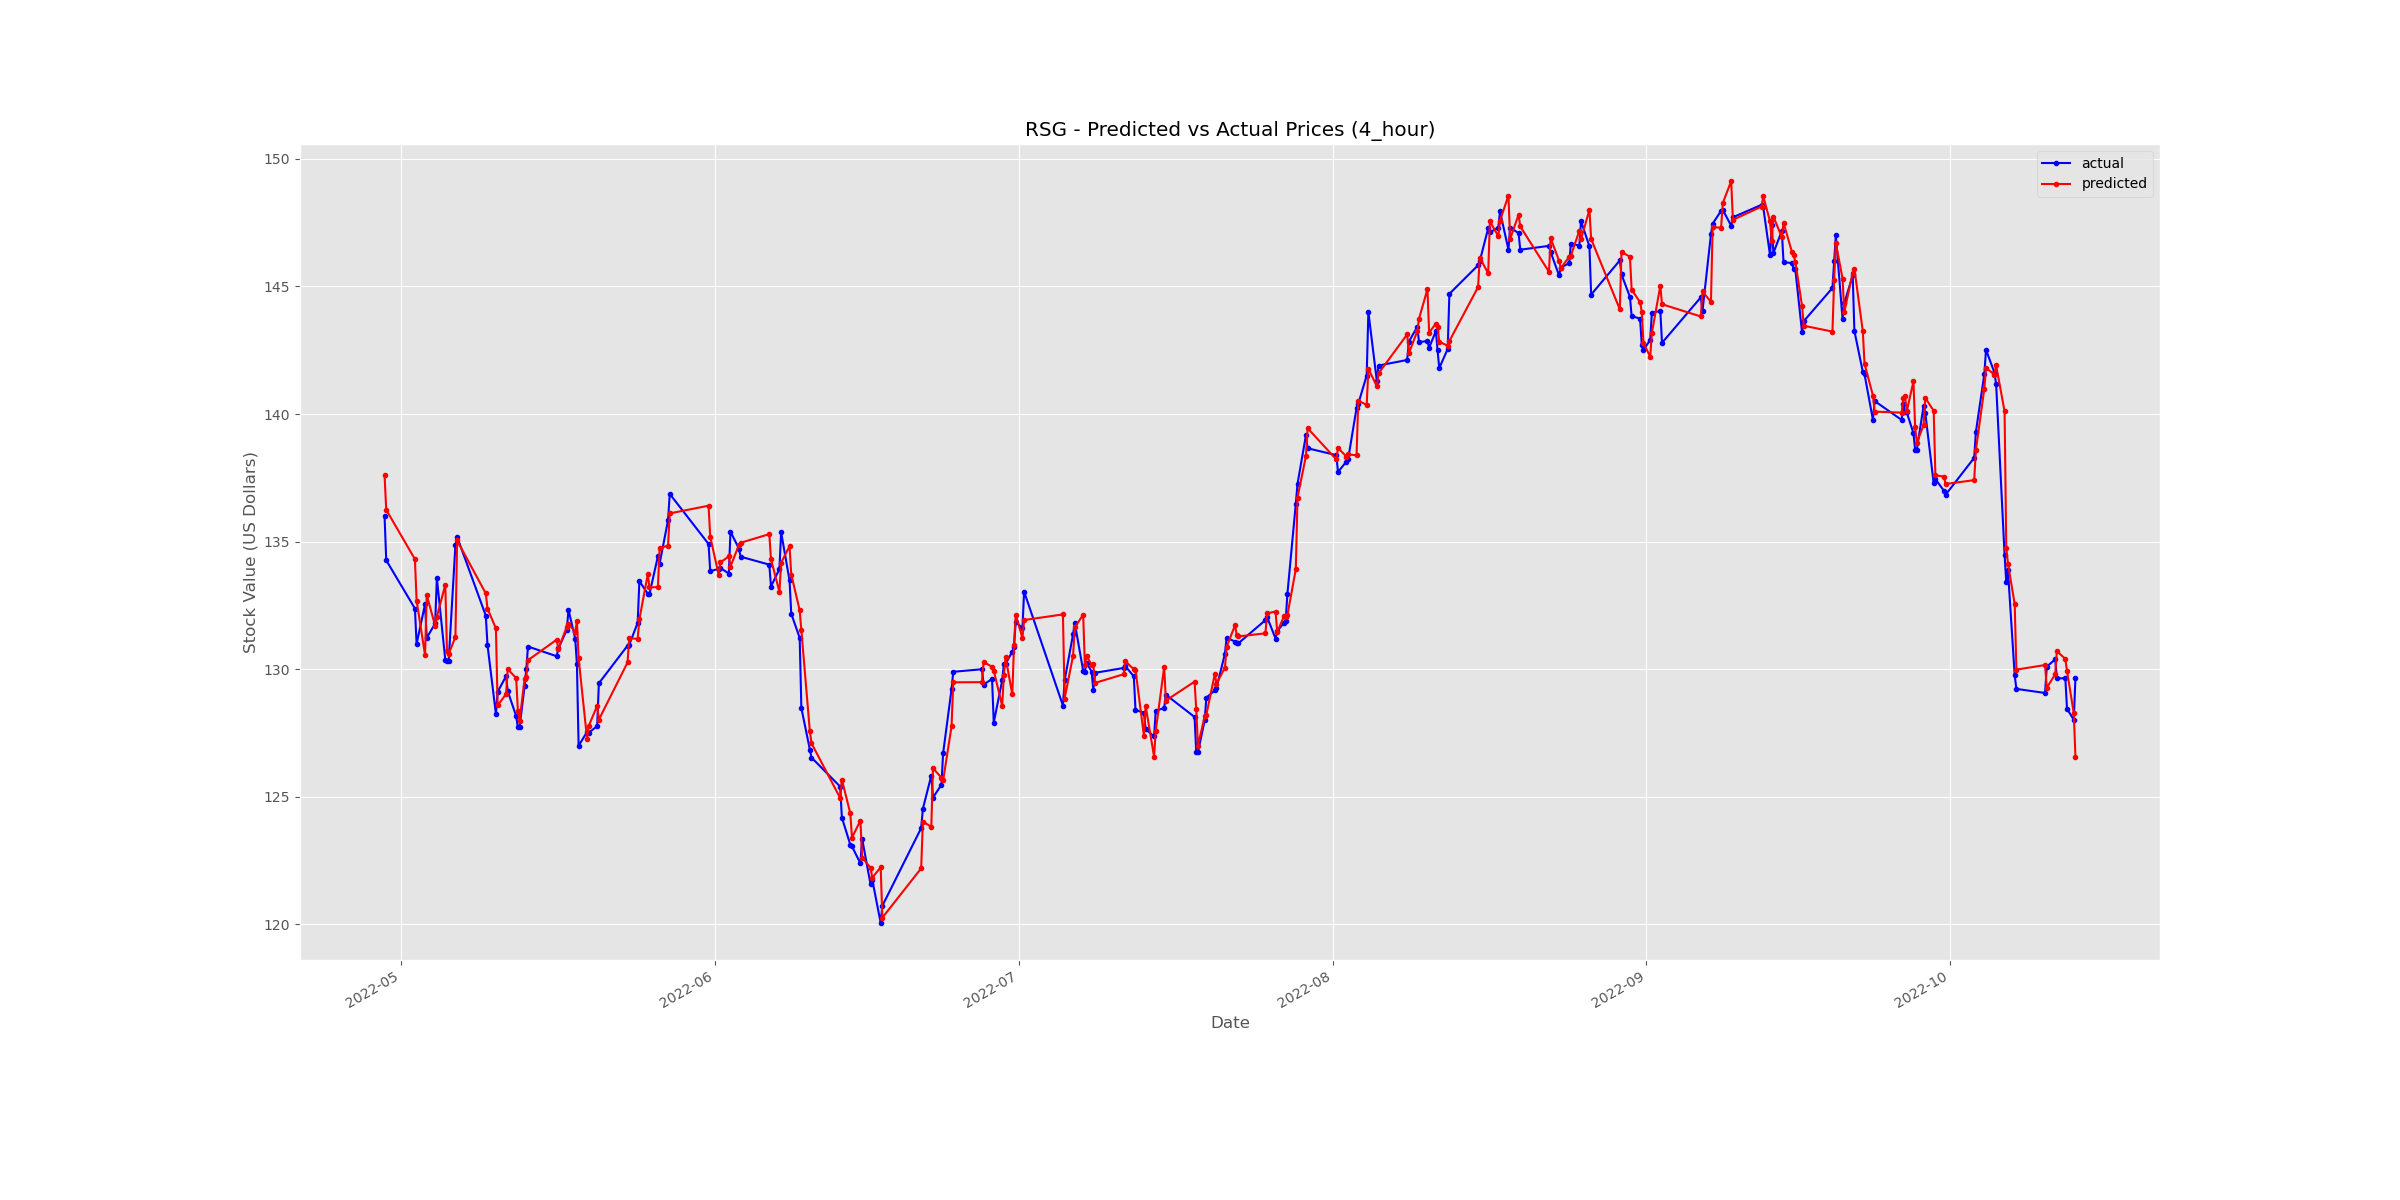 RSG - Predicted vs Actual Prices (4_hour)
150
145
140
135
130
125
120
Stock Value (US Dollars)
actual
predicted
2022-05
2022-06
2022-07
2022-08
2022-09
2022-10
Date